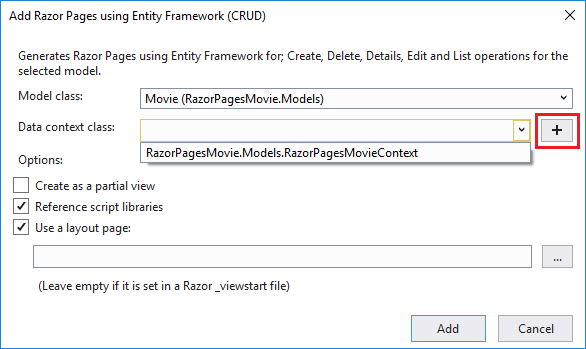 Add Razor Pages using Entity Framework (CRUD)
Generates Razor Pages using Entity Framework for; Create, Delete, Details, Edit and List operations for the
selected model.
Model class:
Movie (RazorPagesMovie.Models)
Data context class:
+
RazorPagesMovie.Models.RazorPagesMovieContext
Options:
Create as a partial view
Reference script libraries
Use a layout page:
...
(Leave empty if it is set in a Razor _viewstart file)
Add
Cancel